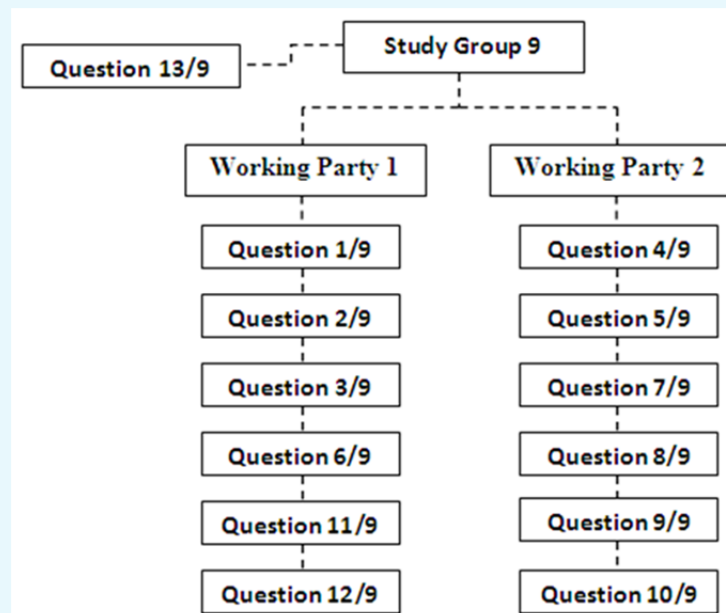 Study Group 9
Question 13/9
Working Party 1
Working Party 2
Question 1/9
Question 4/9
Question 2/9
Question 5/9
Question 3/9
Question 7/9
Question 6/9
Question 8/9
Question 11/9
Question 9/9
Question 12/9
Question 10/9